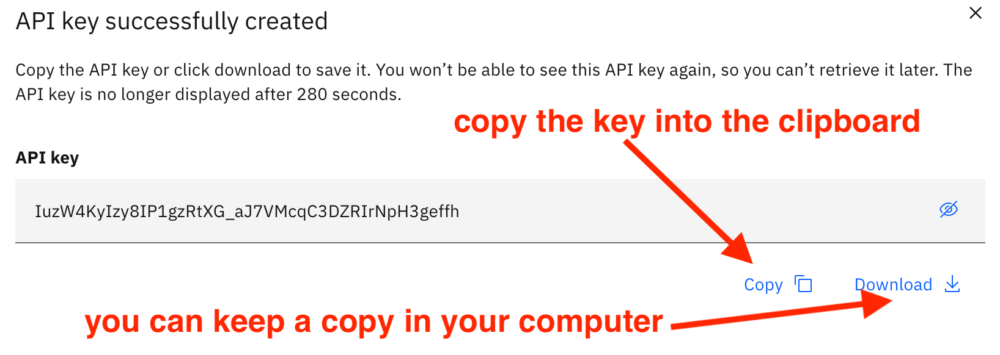 API key successfully created
Copy the API key or click download to save it. You won’t be able to see this API key again, so you can’t retrieve it later. The
API key is no longer displayed after 280 seconds.
copy the key into the clipboard
API key
IuzW4KyIzy8IP1gzRtXG_aJ7VMcqC3DZRIrNpH3geffh
Copy Download
you can keep a copy in your computer